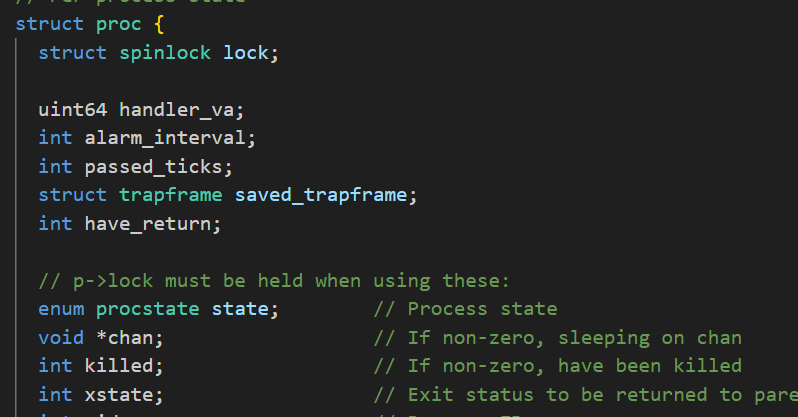 struct proc {
struct spinlock lock;
uint64 handler_va;
int alarm_interval;
int passed_ticks;
struct trapframe saved_trapframe;
int have_return;
// p->lock must be held when using these:
enum procstate state; // Process state
void *chan; // If non-zero, sleeping on chan
int killed; // If non-zero, have been killed
int xstate; // Exit status to be returned to pare